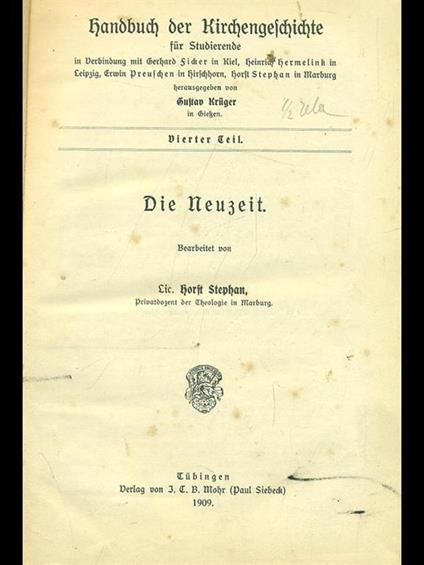 Handbuch der Kirchengeschichte
für Studierende
in Verbindung mit Gerhard Ficker in Kiel, Heinrich Hermelink in
Leipzig, Erwin Preuschen in Hirschhorn, Horst Stephan in Marburg
herausgegeben von
Gustav Krüger
in Gießen.
Vierter Teil.
Die Neuzeit.
Bearbeitet von
Lic. Horst Stephan,
Privatdozent der Theologie in Marburg.
Tübingen
Verlag von J. C. B. Mohr (Paul Siebeck)
1909.